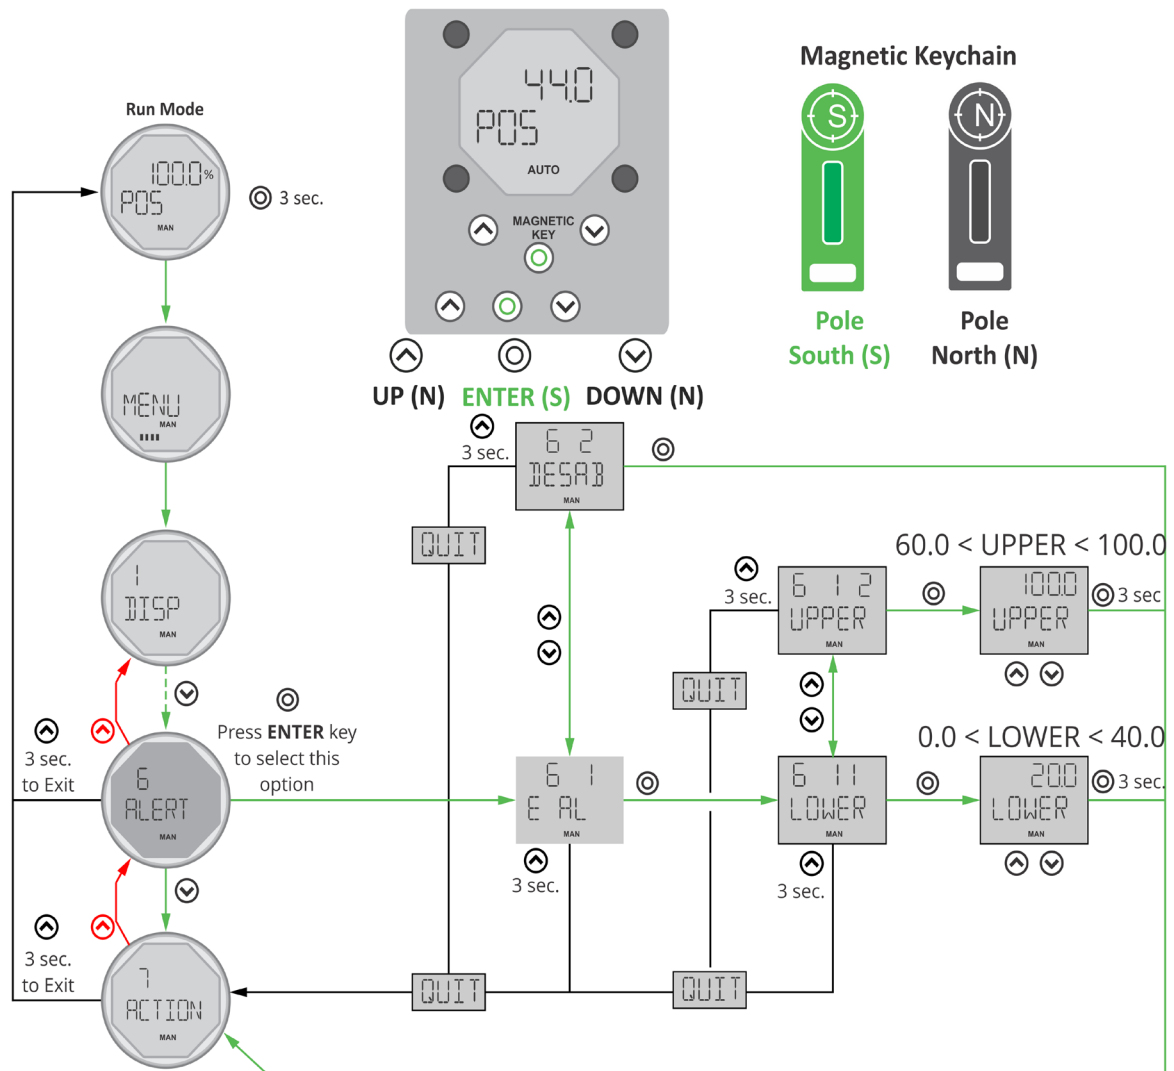 Run Mode
100.0%
POS
MAN
3 sec.
MENU
MAN
1
DISP
MAN
3 sec.
to Exit
6
ALERT
MAN
Press ENTER key
to select this
option
3 sec.
to Exit
7
ACTION
MAN
44.0
POS
AUTO
MAGNETIC
KEY
UP (N)
ENTER (S)
DOWN (N)
Magnetic Keychain
S
N
Pole
South (S)
Pole
North (N)
3 sec.
6 2
DESAB
MAN
QUIT
6 1
E AL
MAN
3 sec.
QUIT
3 sec.
6 1 2
UPPER
MAN
QUIT
60.0 < UPPER < 100.0
100.0
UPPER
MAN
3 sec
6 11
LOWER
MAN
3 sec.
QUIT
0.0 < LOWER < 40.0
20.0
LOWER
MAN
3 sec.